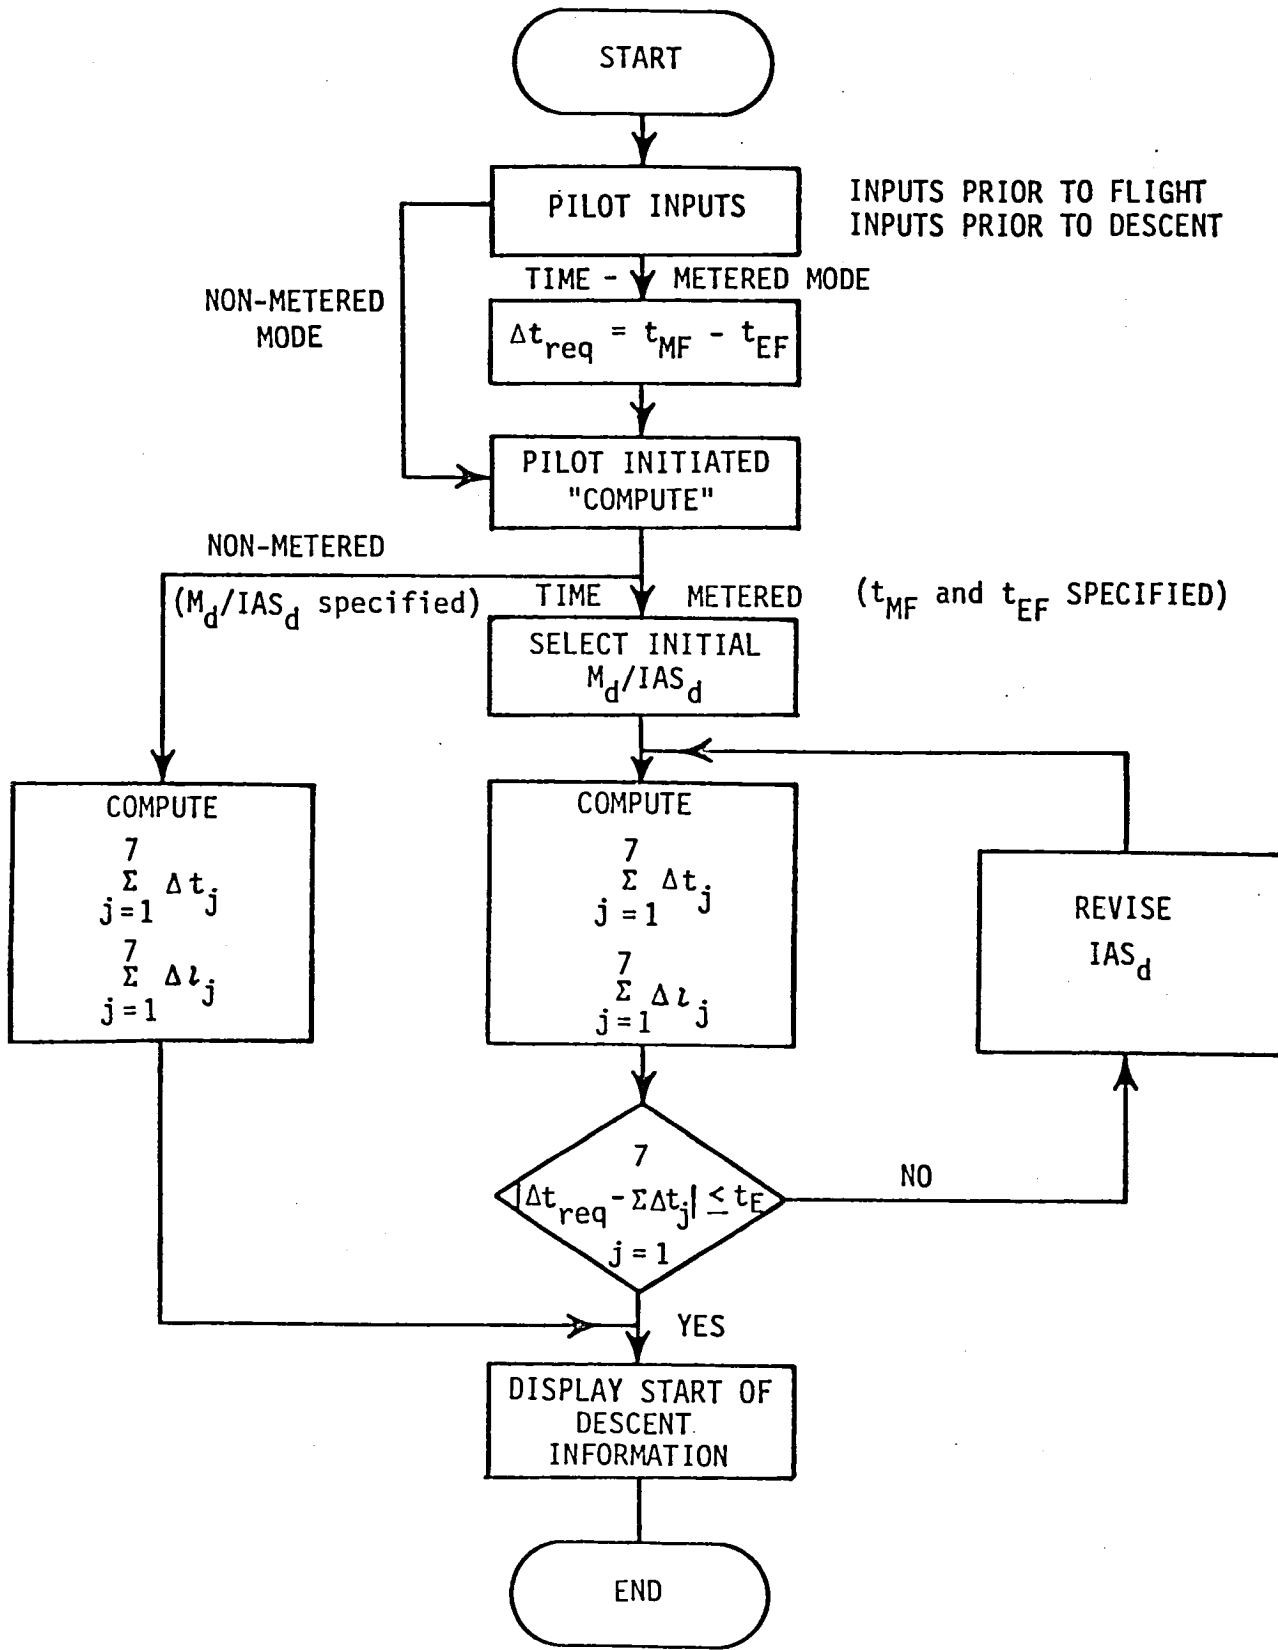 START
PILOT INPUTS
INPUTS PRIOR TO FLIGHT
INPUTS PRIOR TO DESCENT
TIME - METERED MODE
NON-METERED
MODE
Δt_req = t_MF - t_EF
PILOT INITIATED
"COMPUTE"
NON-METERED
(M_d/IAS_d specified)
TIME METERED (t_MF and t_EF SPECIFIED)
SELECT INITIAL
M_d/IAS_d
COMPUTE
7
Σ Δt_j
j=1
7
Σ Δl_j
j=1
COMPUTE
7
Σ Δt_j
j=1
7
Σ Δl_j
j=1
REVISE
IAS_d
7
|Δt_req - ΣΔt_j| ≤ t_E
j=1
NO
YES
DISPLAY START OF
DESCENT
INFORMATION
END